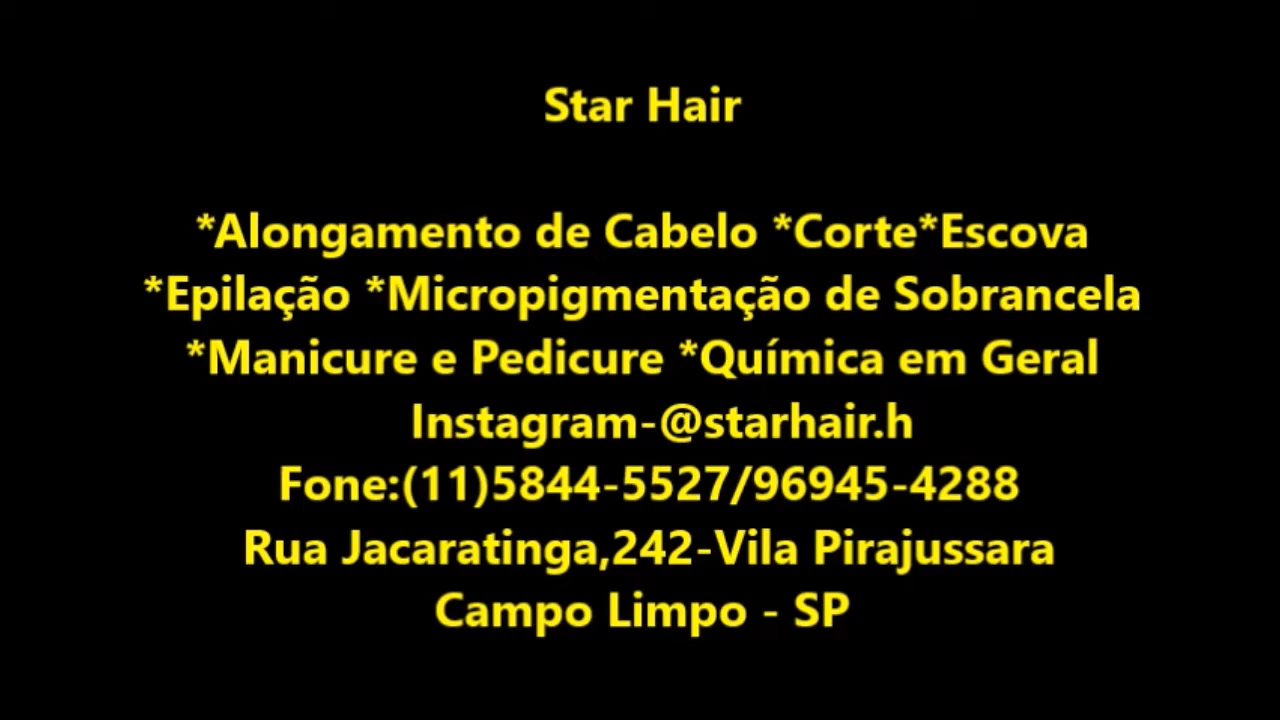 Star Hair
*Alongamento de Cabelo *Corte*Escova
*Epilação *Micropigmentação de Sobrancela
*Manicure e Pedicure *Química em Geral
Instagram-@starhair.h
Fone:(11)5844-5527/96945-4288
Rua Jacaratinga,242-Vila Pirajussara
Campo Limpo - SP